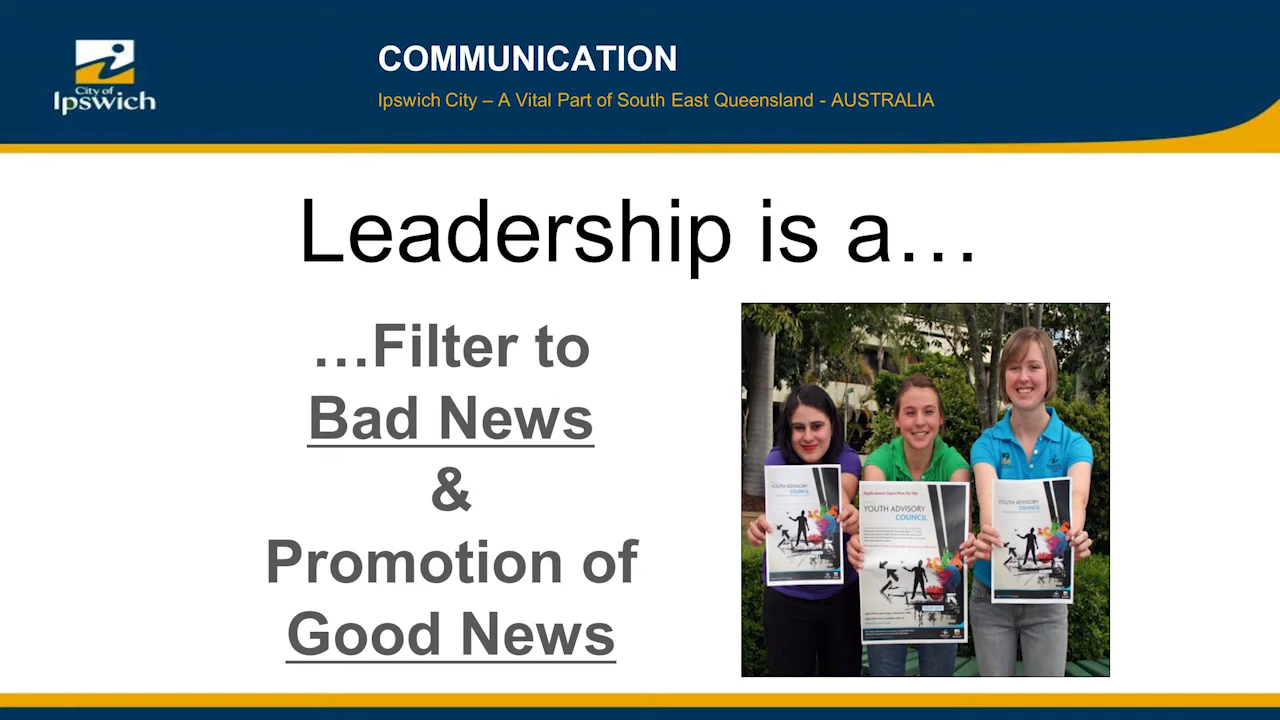 City of
Ipswich
COMMUNICATION
Ipswich City – A Vital Part of South East Queensland - AUSTRALIA
Leadership is a…
…Filter to
Bad News
&
Promotion of
Good News
YOUTH ADVISORY
COUNCIL
Applications Open Now for the
YOUTH ADVISORY
COUNCIL
YOUTH ADVISORY
COUNCIL